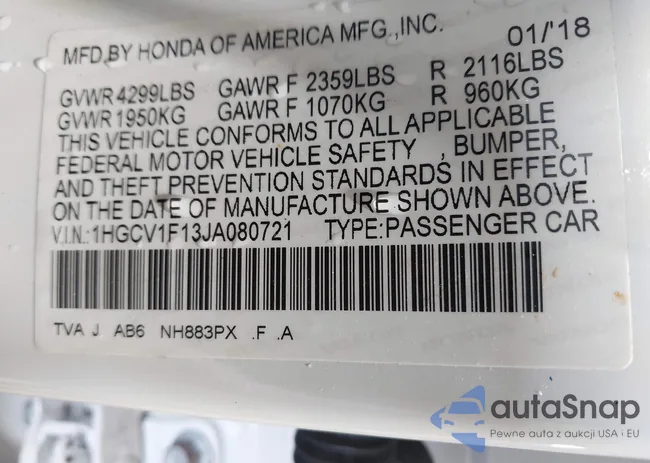 MFD.BY HONDA OF AMERICA MFG.,INC. 01/'18
GVWR 4299LBS GAWR F 2359LBS R 2116LBS
GVWR 1950KG GAWR F 1070KG R 960KG
THIS VEHICLE CONFORMS TO ALL APPLICABLE
FEDERAL MOTOR VEHICLE SAFETY , BUMPER,
AND THEFT PREVENTION STANDARDS IN EFFECT
ON THE DATE OF MANUFACTURE SHOWN ABOVE.
V.I.N.:1HGCV1F13JA080721 TYPE:PASSENGER CAR
TVA J AB6 NH883PX .F .A
autaSnap
Pewne auta z aukcji USA i EU